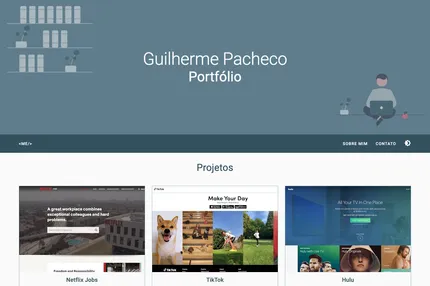 Guilherme Pacheco
Portfólio
<ME/>
SOBRE MIM
CONTATO
Projetos
A great workplace combines
exceptional colleagues and hard
problems.
Make Your Day
All Your TV in One Place
Netflix Jobs
TikTok
Hulu